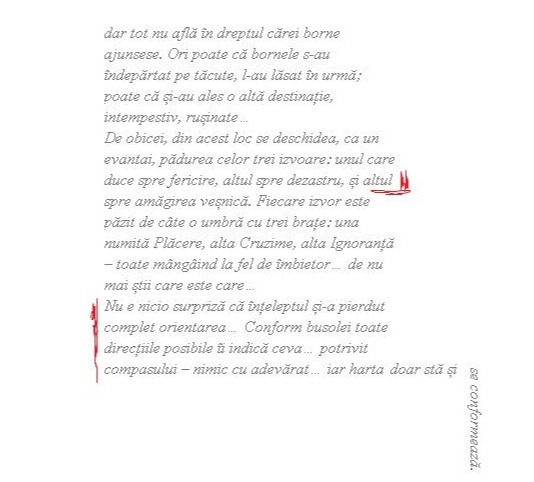 dar tot nu află în dreptul cărei borne
ajunsese. Ori poate că bornele s-au
îndepărtat pe tăcute, l-au lăsat în urmă;
poate că și-au ales o altă destinație,
intempestiv, rușinate...
De obicei, din acest loc se deschidea, ca un
evantai, pădurea celor trei izvoare: unul care
duce spre fericire, altul spre dezastru, și altul
spre amăgirea veșnică. Fiecare izvor este
păzit de câte o umbră cu trei brațe: una
numită Plăcere, alta Cruzime, alta Ignoranță
– toate mângâind la fel de îmbietor... de nu
mai știi care este care...
Nu e nicio surpriză că înțeleptul și-a pierdut
complet orientarea... Conform busolei toate
direcțiile posibile îi indică ceva... potrivit
compasului – nimic cu adevărat... iar harta doar stă și
se conformează.